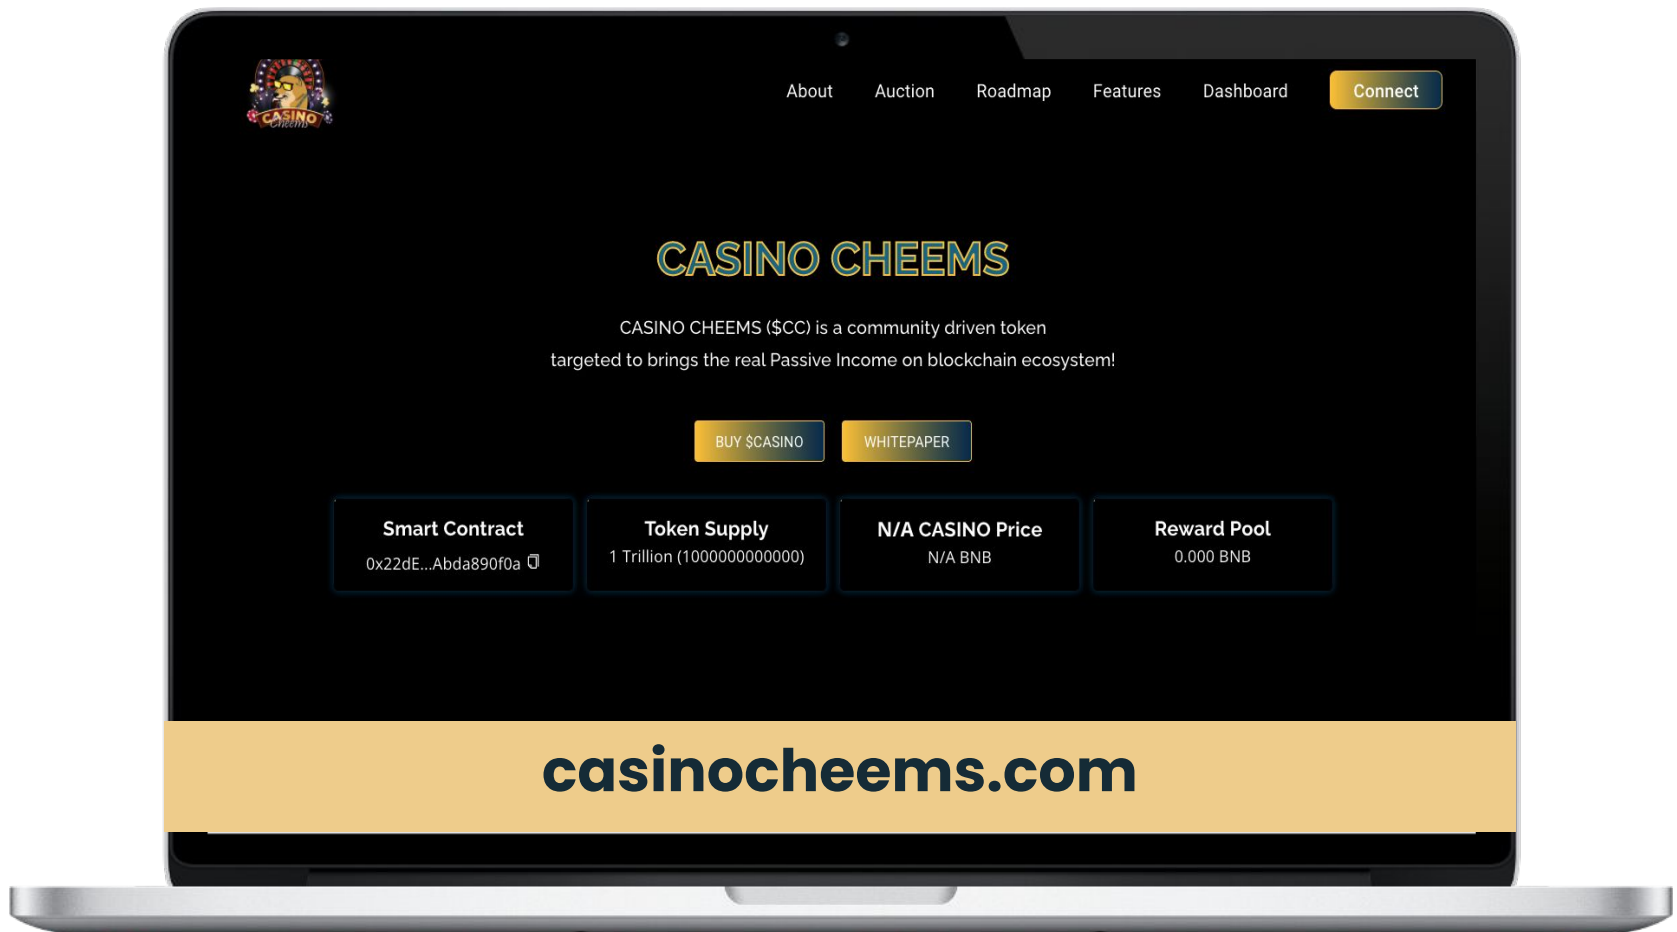 CASINO
Cheems
About
Auction
Roadmap
Features
Dashboard
Connect
CASINO CHEEMS
CASINO CHEEMS ($CC) is a community driven token
targeted to brings the real Passive Income on blockchain ecosystem!
BUY $CASINO
WHITEPAPER
Smart Contract
0x22dE...Abda890f0a
Token Supply
1 Trillion (1000000000000)
N/A CASINO Price
N/A BNB
Reward Pool
0.000 BNB
casinocheems.com